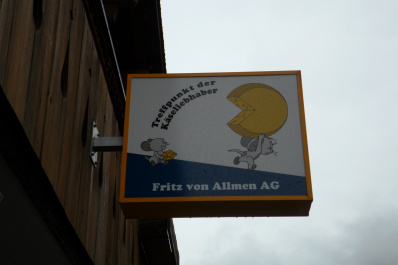 Treffpunkt der
Käseliebhaber
Fritz von Allmen AG